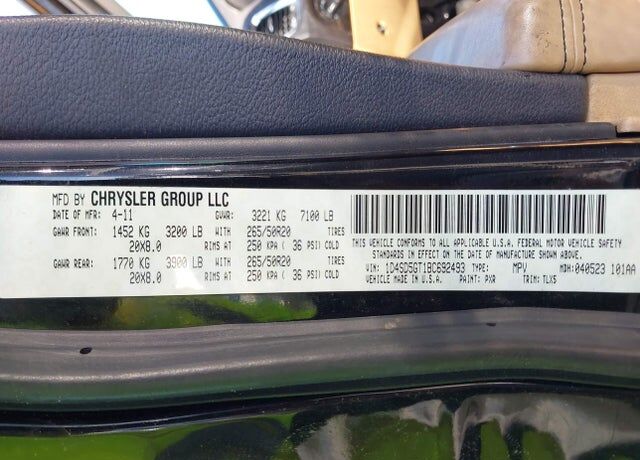 MFD BY CHRYSLER GROUP LLC
DATE OF MFR: 4-11 GVWR: 3221 KG 7100 LB
GAWR FRONT: 1452 KG 3200 LB WITH TIRES 265/50R20
20X8.0 RIMS AT 250 KPA ( 36 PSI) COLD
GAWR REAR: 1770 KG 3900 LB WITH TIRES 265/50R20
20X8.0 RIMS AT 250 KPA ( 36 PSI) COLD
THIS VEHICLE CONFORMS TO ALL APPLICABLE U.S.A. FEDERAL MOTOR VEHICLE SAFETY
STANDARDS IN EFFECT ON THE DATE OF MANUFACTURE SHOWN ABOVE.
VIN: 1D4SD5GT1BC692493 TYPE: MPV MDH: 040523 101AA
VEHICLE MADE IN U.S.A. PAINT: PXR TRIM: TLX5